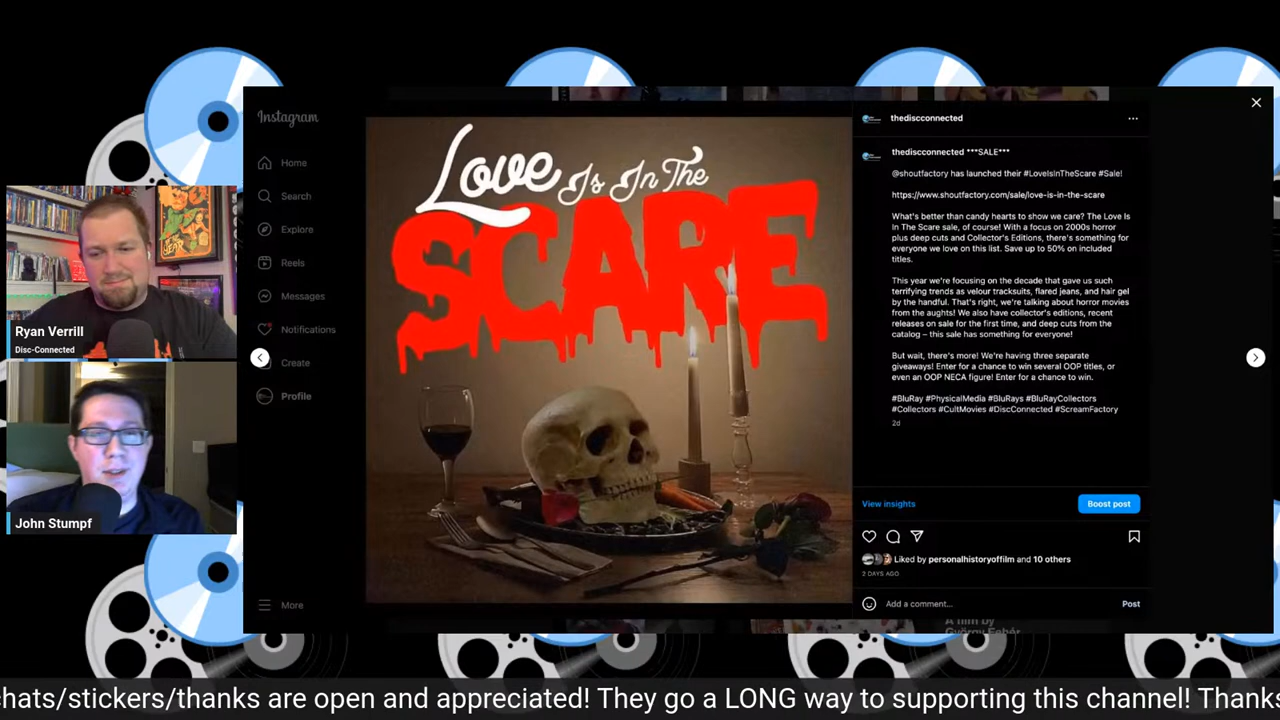 Instagram
Home
Search
Explore
Reels
Messages
Notifications
Create
Profile
More
YEAR
Ryan Verrill
Disc-Connected
John Stumpf
Love Is In The
SCARE
thediscconnected
thediscconnected ***SALE***
@shoutfactory has launched their #LoveIsInTheScare #Sale!
https://www.shoutfactory.com/sale/love-is-in-the-scare
What's better than candy hearts to show we care? The Love Is
In The Scare sale, of course! With a focus on 2000s horror
plus deep cuts and Collector's Editions, there's something for
everyone we love on this list. Save up to 50% on included
titles.
This year we're focusing on the decade that gave us such
terrifying trends as velour tracksuits, flared jeans, and hair gel
by the handful. That's right, we're talking about horror movies
from the aughts! We also have collector's editions, recent
releases on sale for the first time, and deep cuts from the
catalog – this sale has something for everyone!
But wait, there's more! We're having three separate
giveaways! Enter for a chance to win several OOP titles, or
even an OOP NECA figure! Enter for a chance to win.
#BluRay #PhysicalMedia #BluRays #BluRayCollectors
#Collectors #CultMovies #DiscConnected #ScreamFactory
2d
View insights
Boost post
Liked by personalhistoryoffilm and 10 others
2 DAYS AGO
Add a comment...
Post
A film by
György Fehér
chats/stickers/thanks are open and appreciated! They go a LONG way to supporting this channel! Thanks